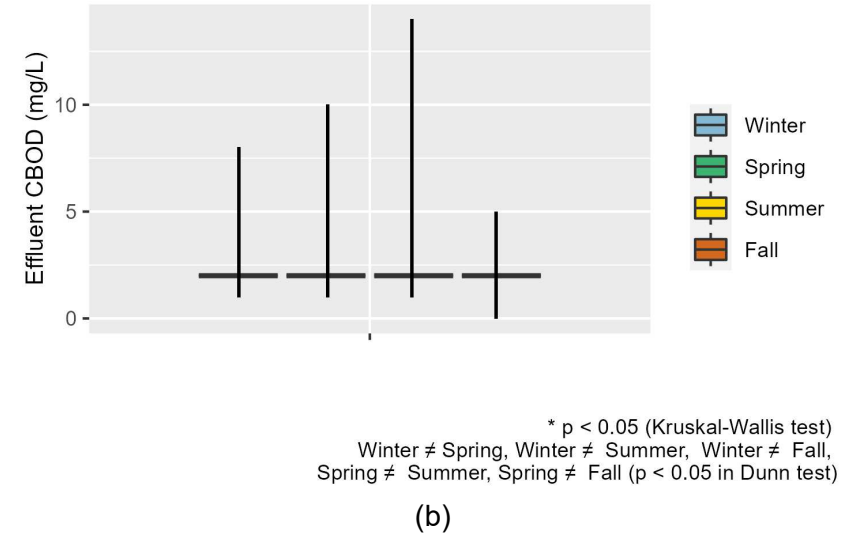 Effluent CBOD (mg/L)
10
5
0
Winter
Spring
Summer
Fall
* p < 0.05 (Kruskal-Wallis test)
Winter ≠ Spring, Winter ≠ Summer, Winter ≠ Fall,
Spring ≠ Summer, Spring ≠ Fall (p < 0.05 in Dunn test)
(b)